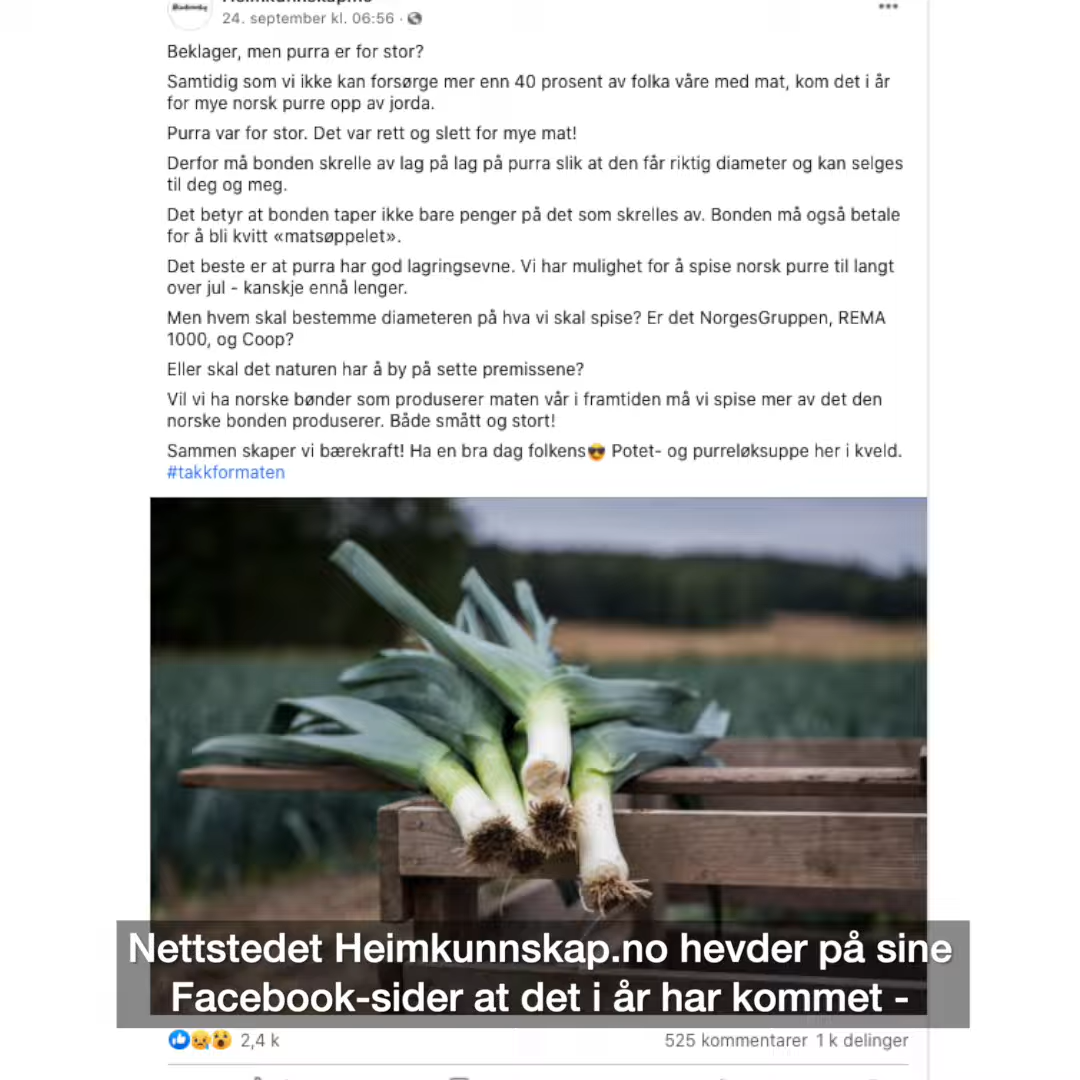 24. september kl. 06:56 ·
Beklager, men purra er for stor?
Samtidig som vi ikke kan forsørge mer enn 40 prosent av folka våre med mat, kom det i år
for mye norsk purre opp av jorda.
Purra var for stor. Det var rett og slett for mye mat!
Derfor må bonden skrelle av lag på lag på purra slik at den får riktig diameter og kan selges
til deg og meg.
Det betyr at bonden taper ikke bare penger på det som skrelles av. Bonden må også betale
for å bli kvitt «matsøppelet».
Det beste er at purra har god lagringsevne. Vi har mulighet for å spise norsk purre til langt
over jul - kanskje ennå lenger.
Men hvem skal bestemme diameteren på hva vi skal spise? Er det NorgesGruppen, REMA
1000, og Coop?
Eller skal det naturen har å by på sette premissene?
Vil vi ha norske bønder som produserer maten vår i framtiden må vi spise mer av det den
norske bonden produserer. Både smått og stort!
Sammen skaper vi bærekraft! Ha en bra dag folkens😎 Potet- og purreløksuppe her i kveld.
#takkformaten
Nettstedet Heimkunnskap.no hevder på sine
Facebook-sider at det i år har kommet -
2,4 k
525 kommentarer 1 k delinger